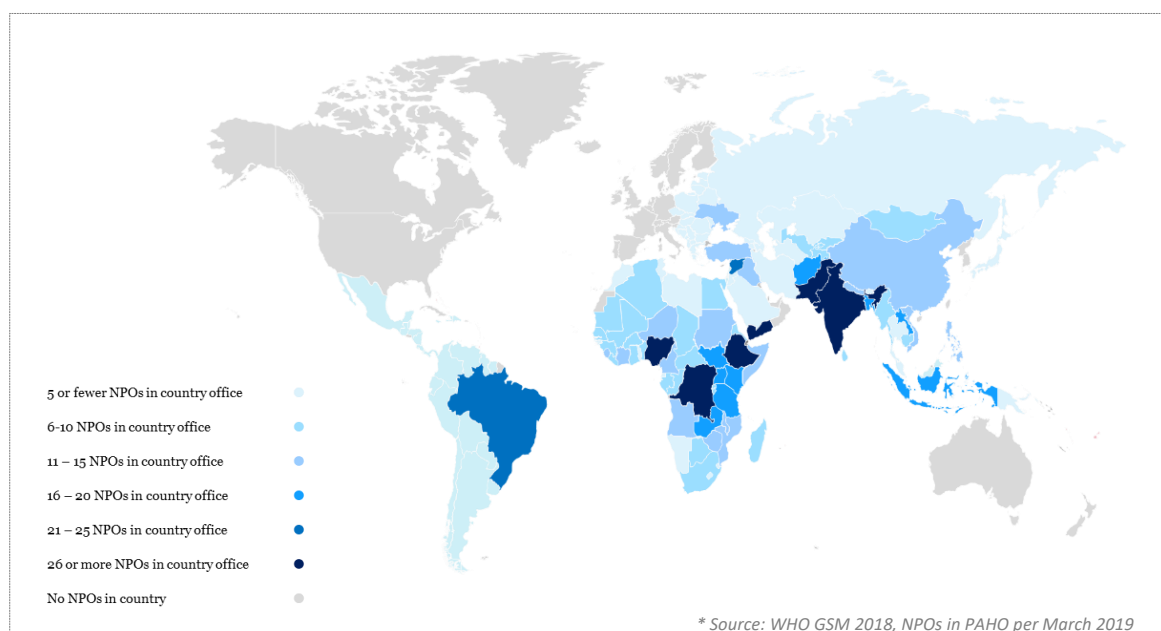 5 or fewer NPOs in country office
6-10 NPOs in country office
11 – 15 NPOs in country office
16 – 20 NPOs in country office
21 – 25 NPOs in country office
26 or more NPOs in country office
No NPOs in country
* Source: WHO GSM 2018, NPOs in PAHO per March 2019